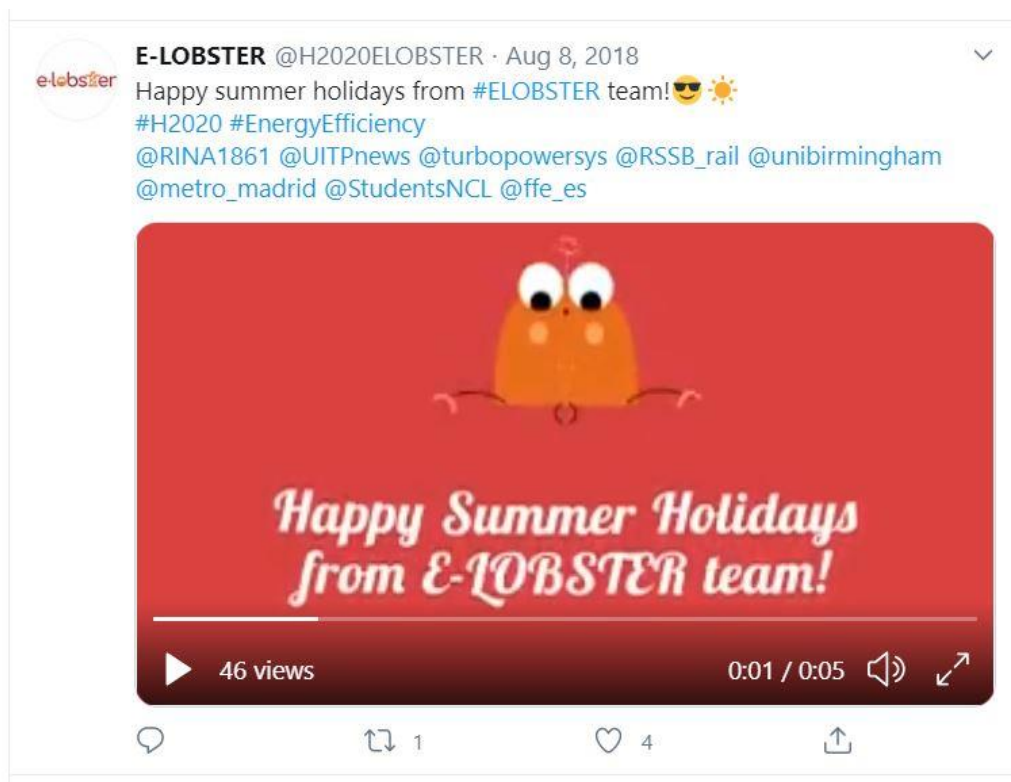 e-lobster
E-LOBSTER @H2020ELOBSTER · Aug 8, 2018
Happy summer holidays from #ELOBSTER team!😎☀
#H2020 #EnergyEfficiency
@RINA1861 @UITPnews @turbopowersys @RSSB_rail @unibirmingham
@metro_madrid @StudentsNCL @ffe_es
Happy Summer Holidays
from E-LOBSTER team!
46 views
0:01 / 0:05
1
4